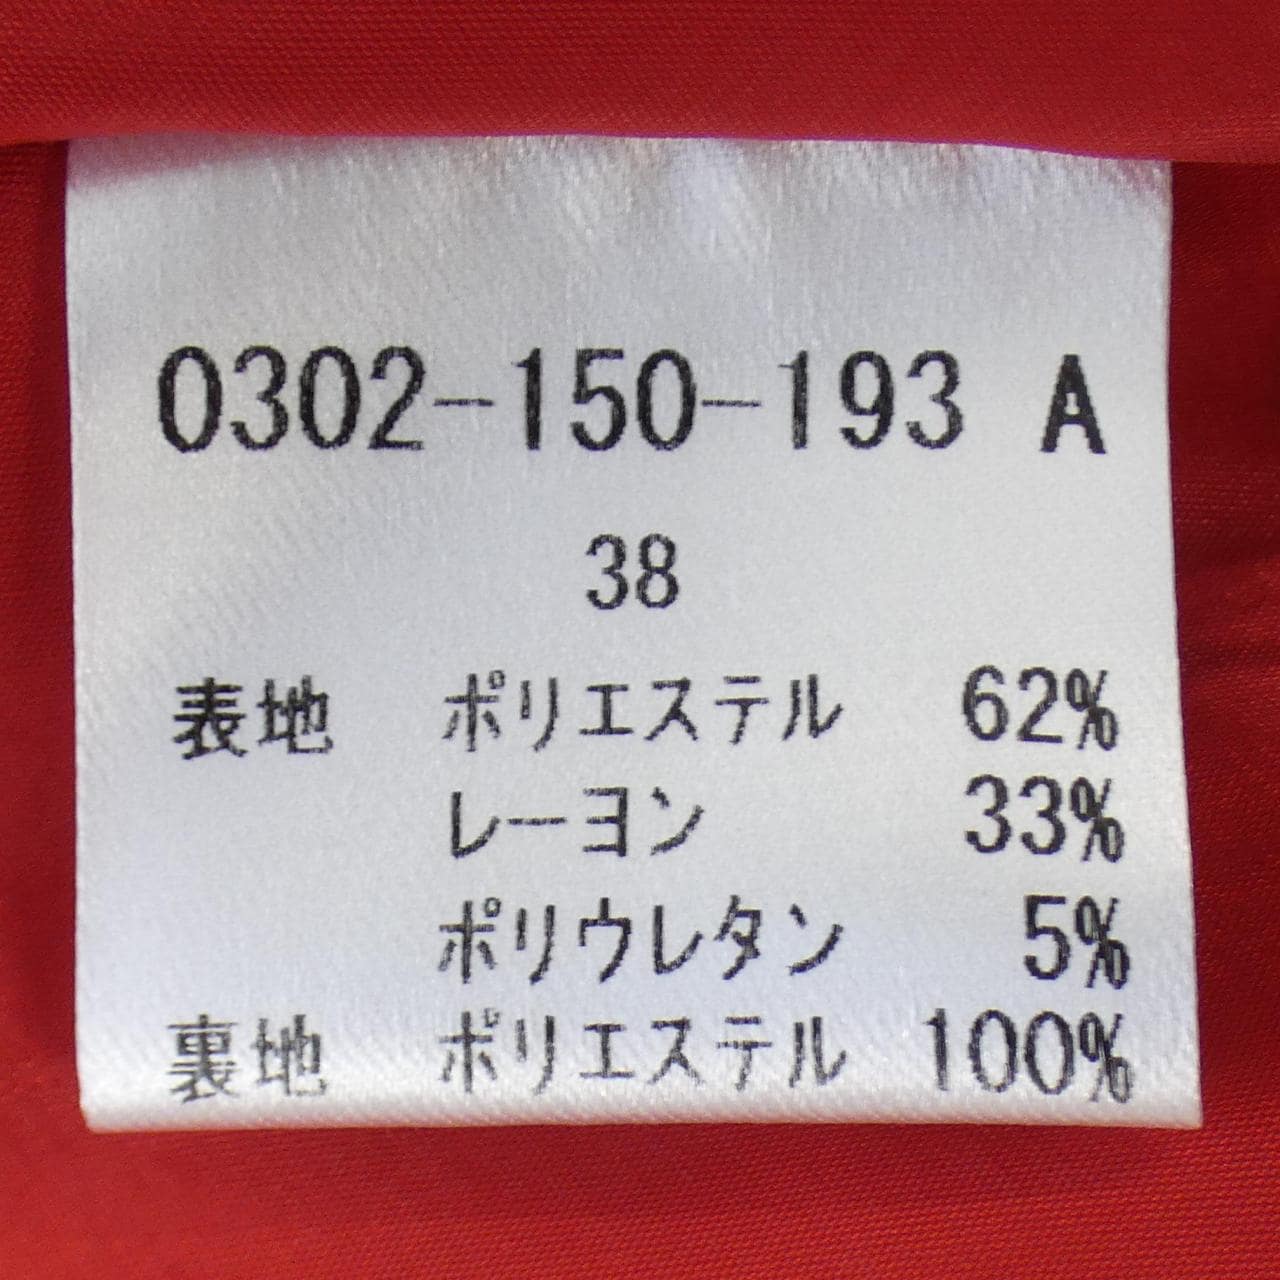 0302-150-193 A
38
表地 ポリエステル 62%
レーヨン 33%
ポリウレタン 5%
裏地 ポリエステル 100%